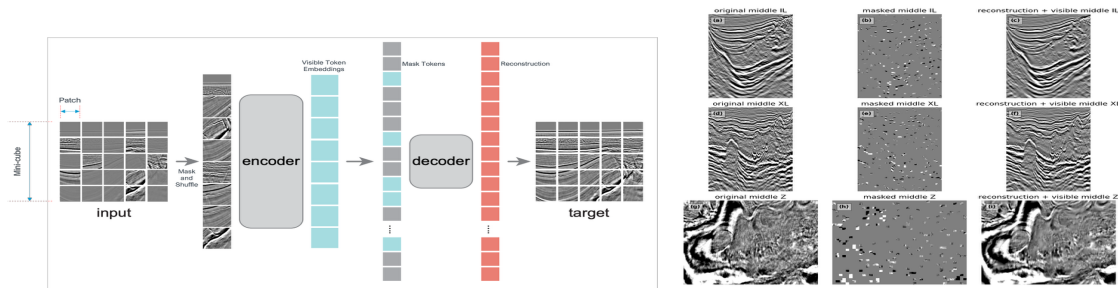 Patch
Mini-cube
input
Mask
and
Shuffle
encoder
Visible Token
Embeddings
Mask Tokens
....
decoder
Reconstruction
....
target
original middle IL
masked middle IL
reconstruction + visible middle IL
(a)
(b)
(c)
original middle XL
masked middle XL
reconstruction + visible middle XL
(d)
(e)
(f)
original middle Z
masked middle Z
reconstruction + visible middle Z
(g)
(h)
(i)